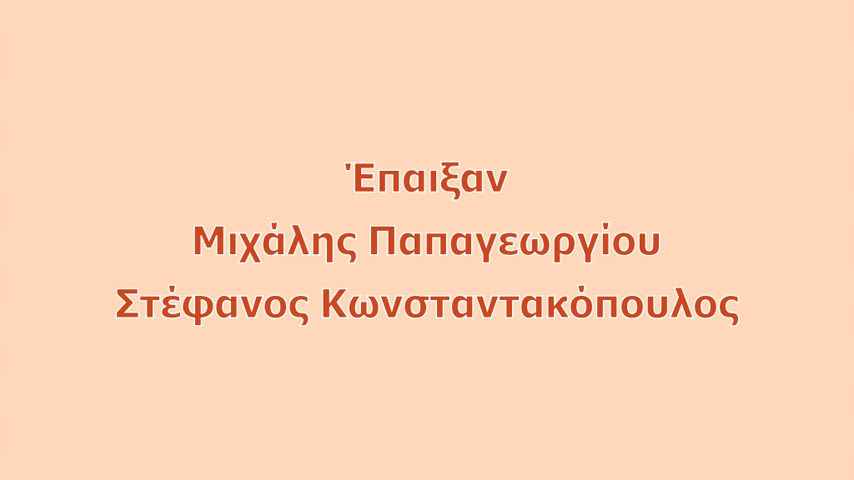 Έπαιξαν
Μιχάλης Παπαγεωργίου
Στέφανος Κωνσταντακόπουλος